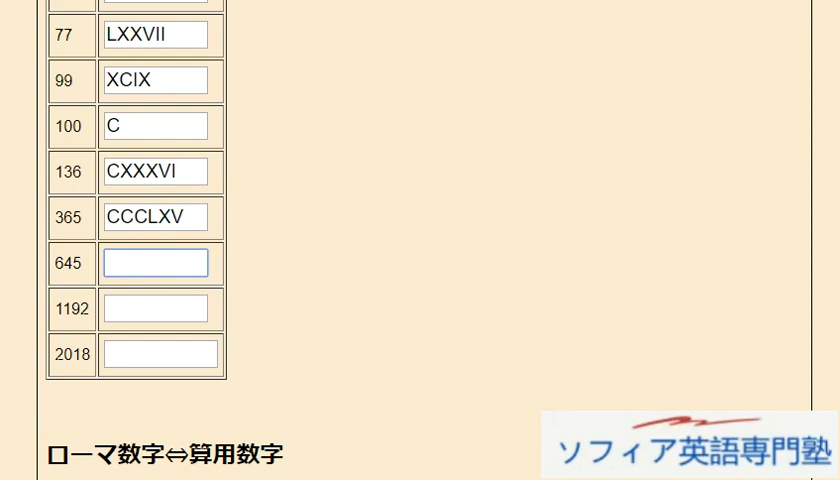 77 LXXVII
99 XCIX
100 C
136 CXXXVI
365 CCCLXV
645
1192
2018
ローマ数字⇔算用数字
ソフィア英語専門塾